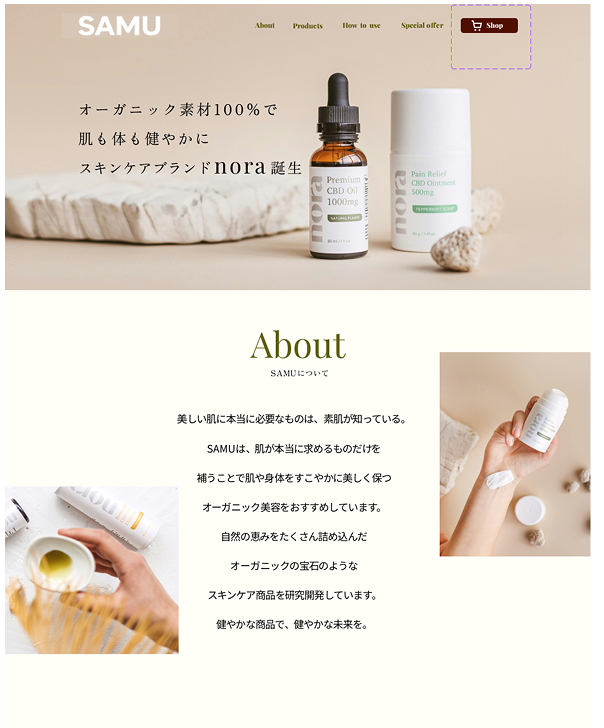 SAMU
About Products How to use Special offer Shop
オーガニック素材100%で
肌も体も健やかに
スキンケアブランドnora 誕生
nora
Premium
CBD Oil
1000mg
NATURAL FLAVOR
nora
Pain Relief
CBD Ointment
500mg
PEPPERMINT SCENT
About
SAMUについて
美しい肌に本当に必要なものは、素肌が知っている。
SAMUは、肌が本当に求めるものだけを
補うことで肌や身体をすこやかに美しく保つ
オーガニック美容をおすすめしています。
自然の恵みをたくさん詰め込んだ
オーガニックの宝石のような
スキンケア商品を研究開発しています。
健やかな商品で、健やかな未来を。